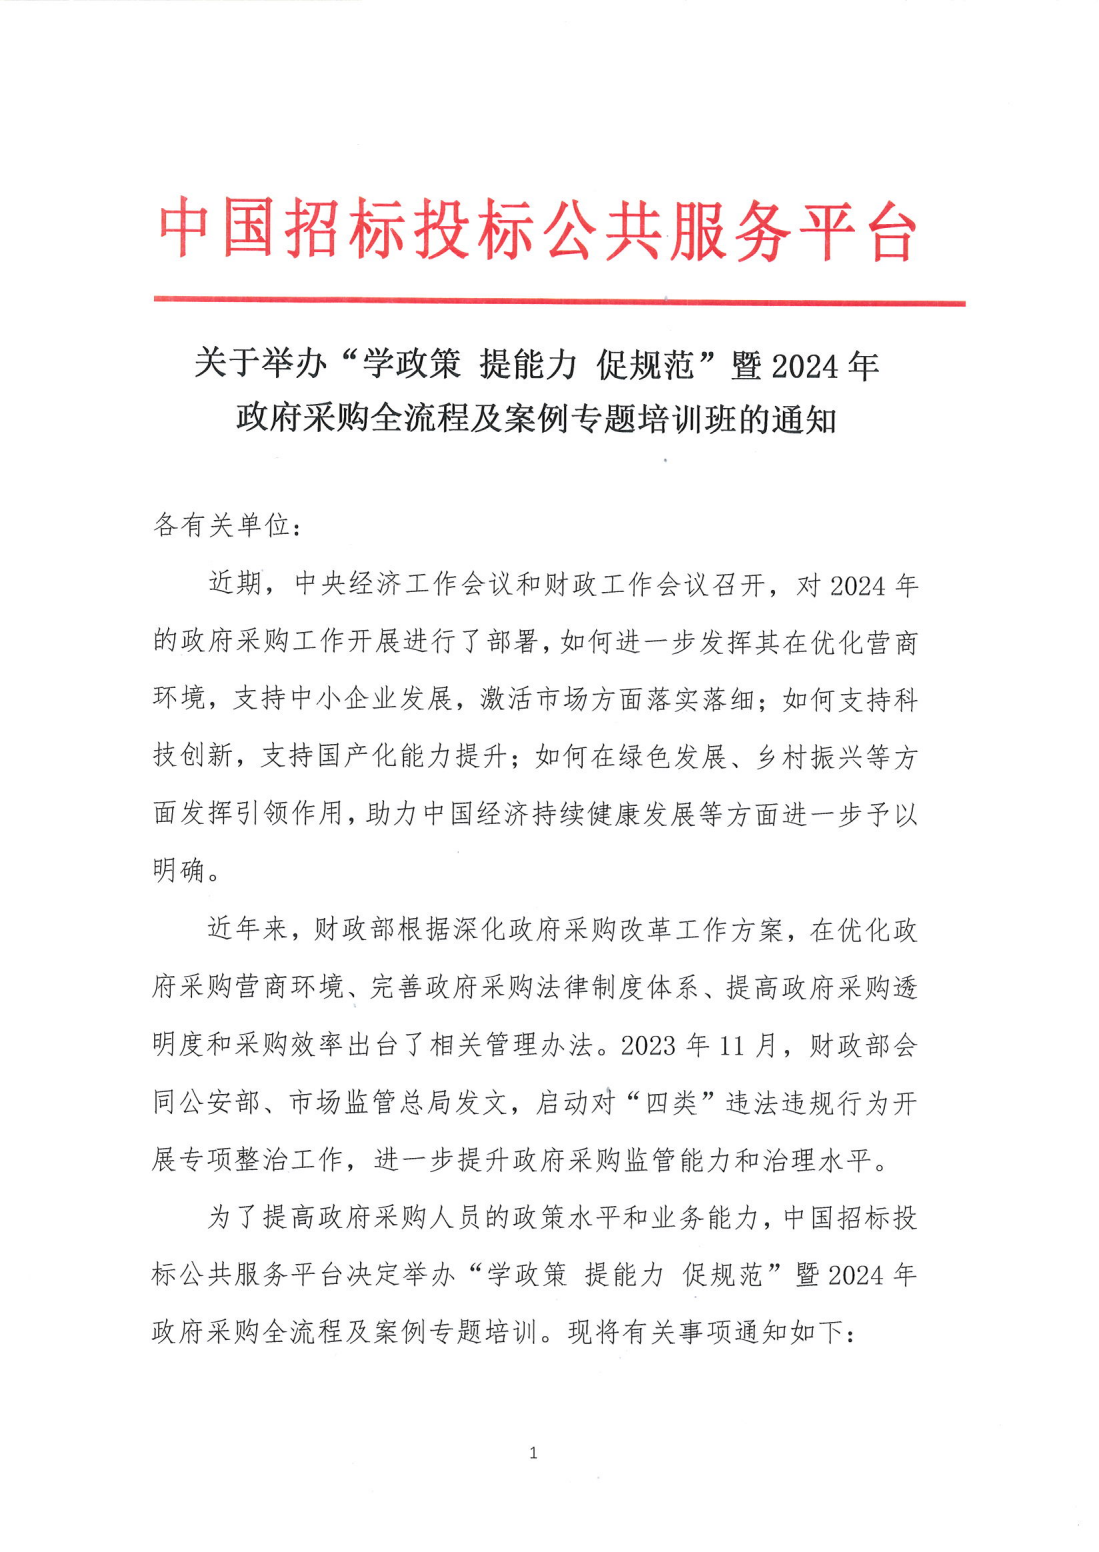 中国招标投标公共服务平台
关于举办“学政策 提能力 促规范”暨 2024 年
政府采购全流程及案例专题培训班的通知
各有关单位：
近期，中央经济工作会议和财政工作会议召开，对 2024 年
的政府采购工作开展进行了部署，如何进一步发挥其在优化营商
环境，支持中小企业发展，激活市场方面落实落细；如何支持科
技创新，支持国产化能力提升；如何在绿色发展、乡村振兴等方
面发挥引领作用，助力中国经济持续健康发展等方面进一步予以
明确。
近年来，财政部根据深化政府采购改革工作方案，在优化政
府采购营商环境、完善政府采购法律制度体系、提高政府采购透
明度和采购效率出台了相关管理办法。2023 年 11 月，财政部会
同公安部、市场监管总局发文，启动对“四类”违法违规行为开
展专项整治工作，进一步提升政府采购监管能力和治理水平。
为了提高政府采购人员的政策水平和业务能力，中国招标投
标公共服务平台决定举办“学政策 提能力 促规范”暨 2024 年
政府采购全流程及案例专题培训。现将有关事项通知如下：
1